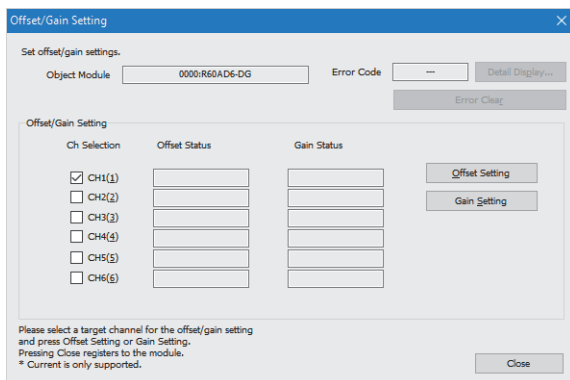 Offset/Gain Setting
Set offset/gain settings.
Object Module 0000:R60AD6-DG Error Code --- Detail Display...
Error Clear
Offset/Gain Setting
Ch Selection Offset Status Gain Status
CH1(1) Offset Setting
CH2(2) Gain Setting
CH3(3)
CH4(4)
CH5(5)
CH6(6)
Please select a target channel for the offset/gain setting
and press Offset Setting or Gain Setting.
Pressing Close registers to the module.
* Current is only supported. Close